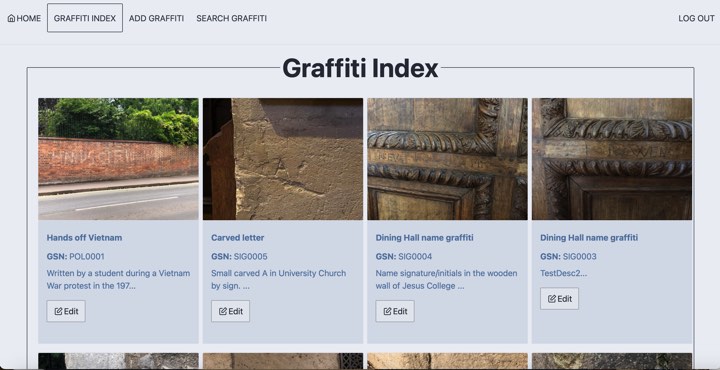 HOME GRAFFITI INDEX ADD GRAFFITI SEARCH GRAFFITI LOG OUT
Graffiti Index
Hands off Vietnam
GSN: POL0001
Written by a student during a Vietnam
War protest in the 197...
Edit
Carved letter
GSN: SIG0005
Small carved A in University Church
by sign. ...
Edit
Dining Hall name graffiti
GSN: SIG0004
Name signature/initials in the wooden
wall of Jesus College ...
Edit
Dining Hall name graffiti
GSN: SIG0003
TestDesc2...
Edit